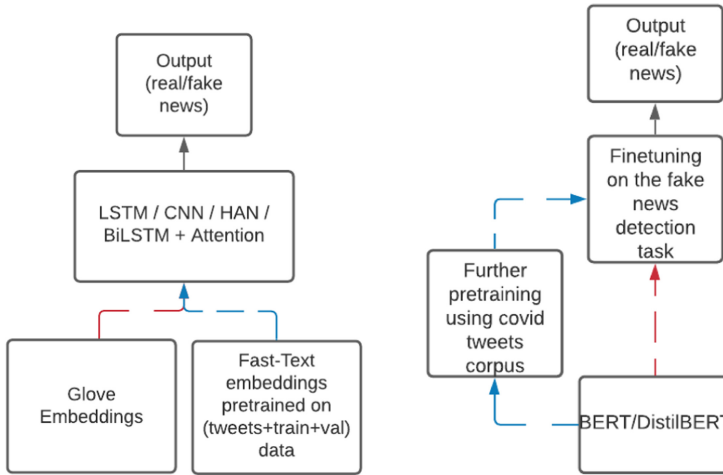 Output
(real/fake
news)
LSTM / CNN / HAN /
BiLSTM + Attention
Glove
Embeddings
Fast-Text
embeddings
pretrained on
(tweets+train+val)
data
Output
(real/fake
news)
Finetuning
on the fake
news
detection
task
Further
pretraining
using covid
tweets
corpus
BERT/DistilBERT